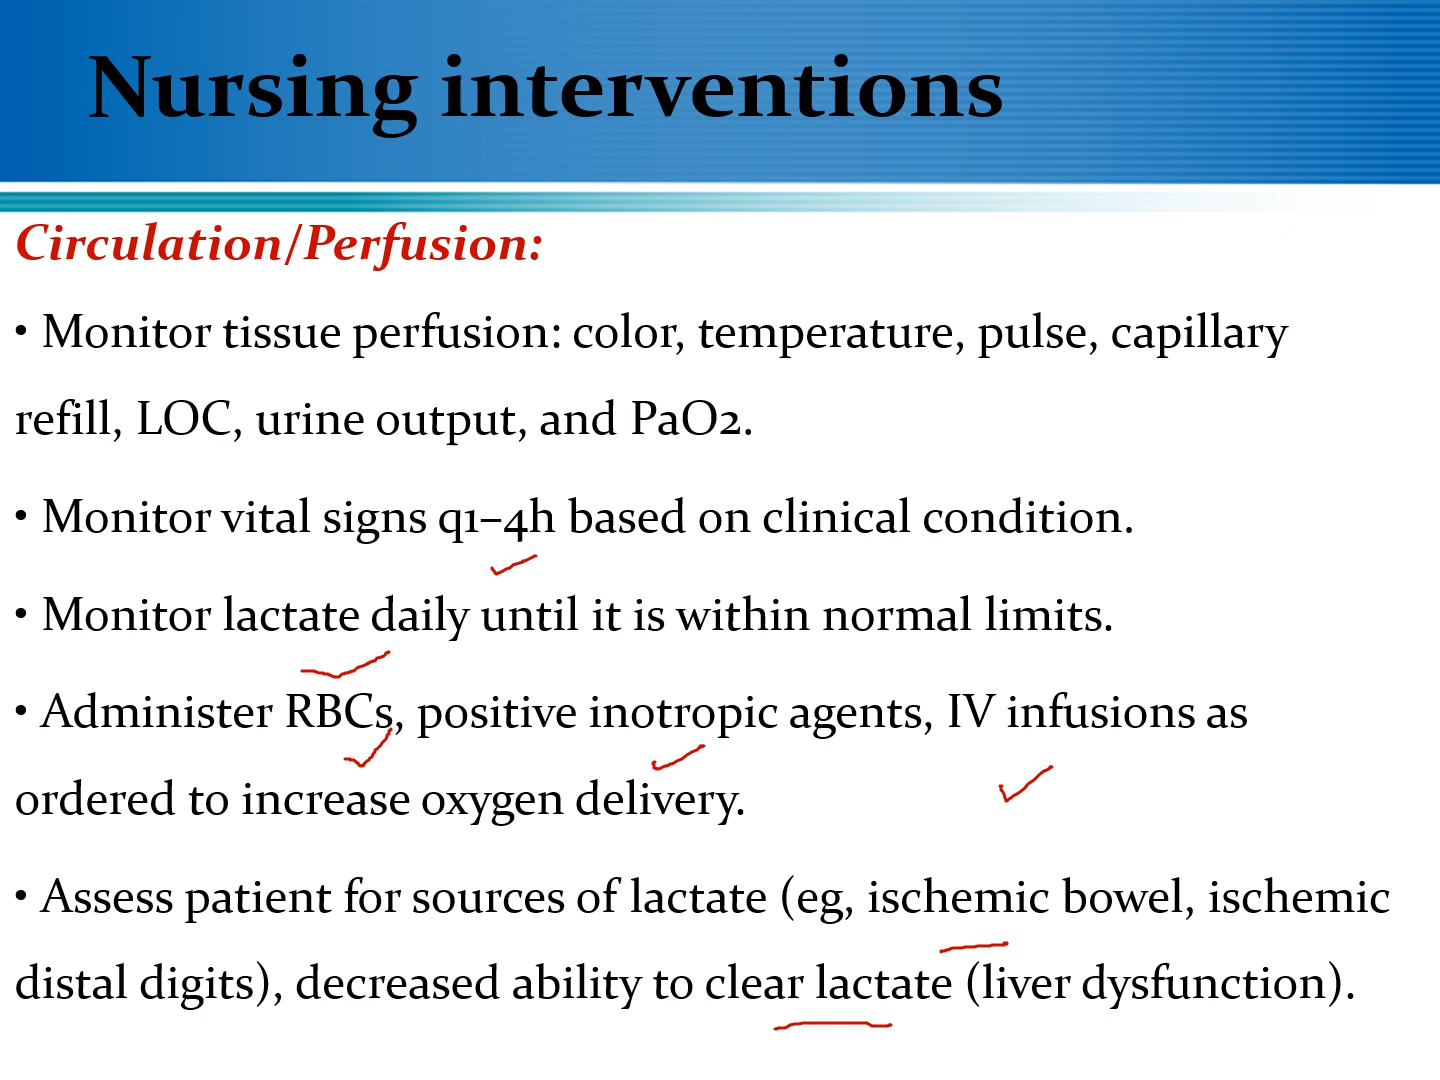 Nursing interventions
Circulation/Perfusion:
• Monitor tissue perfusion: color, temperature, pulse, capillary
refill, LOC, urine output, and PaO2.
• Monitor vital signs q1–4h based on clinical condition.
• Monitor lactate daily until it is within normal limits.
• Administer RBCs, positive inotropic agents, IV infusions as
ordered to increase oxygen delivery.
• Assess patient for sources of lactate (eg, ischemic bowel, ischemic
distal digits), decreased ability to clear lactate (liver dysfunction).